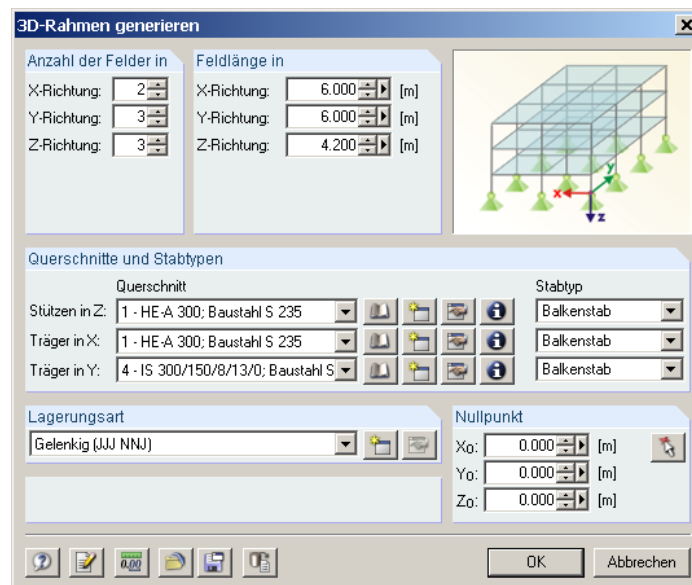 3D-Rahmen generieren
Anzahl der Felder in
X-Richtung: 2
Y-Richtung: 3
Z-Richtung: 3
Feldlänge in
X-Richtung: 6.000 [m]
Y-Richtung: 6.000 [m]
Z-Richtung: 4.200 [m]
x
y
z
Querschnitte und Stabtypen
Querschnitt Stabtyp
Stützen in Z: 1 - HE-A 300; Baustahl S 235 Balkenstab
Träger in X: 1 - HE-A 300; Baustahl S 235 Balkenstab
Träger in Y: 4 - IS 300/150/8/13/0; Baustahl S Balkenstab
Lagerungsart
Gelenkig (JJJ NNJ)
Nullpunkt
X0: 0.000 [m]
Y0: 0.000 [m]
Z0: 0.000 [m]
0.00
OK Abbrechen